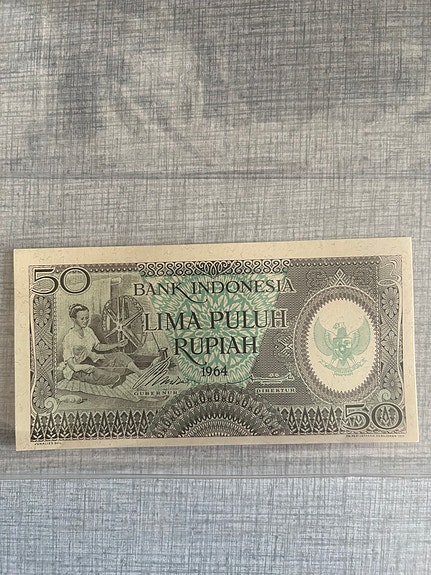 50
BANK INDONESIA
LIMA PULUH
RUPIAH
1964
GUBERNUR
DIREKTUR
50